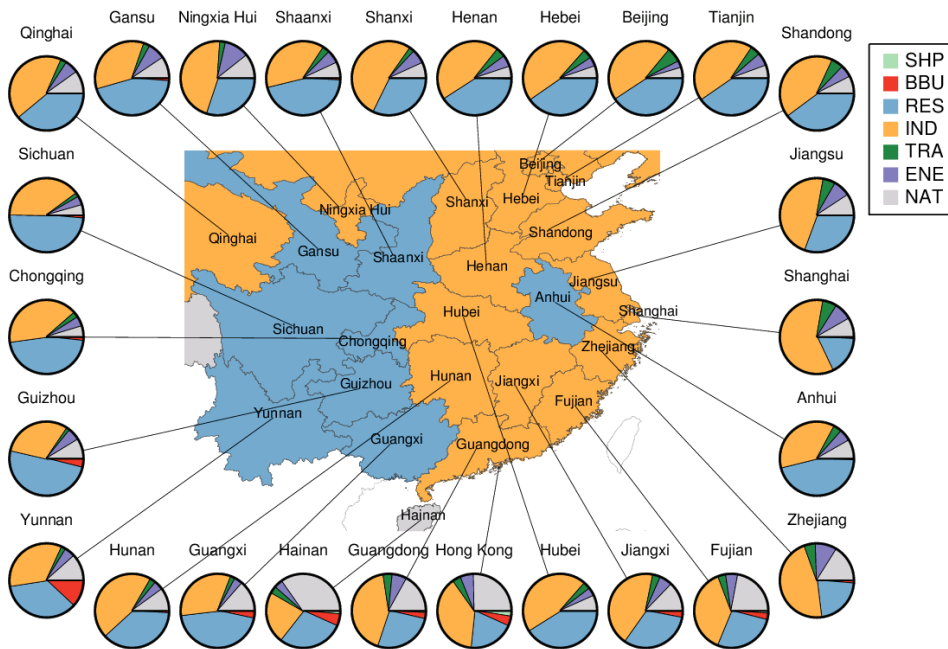 Qinghai
Gansu
Ningxia Hui
Shaanxi
Shanxi
Henan
Hebei
Beijing
Tianjin
Shandong
SHP
BBU
RES
IND
TRA
ENE
NAT
Sichuan
Jiangsu
Chongqing
Shanghai
Guizhou
Anhui
Yunnan
Zhejiang
Beijing
Tianjin
Hebei
Shanxi
Ningxia Hui
Qinghai
Gansu
Shaanxi
Shandong
Henan
Jiangsu
Anhui
Shanghai
Hubei
Sichuan
Chongqing
Zhejiang
Guizhou
Hunan
Jiangxi
Fujian
Yunnan
Guangxi
Guangdong
Hainan
Hunan
Guangxi
Hainan
Guangdong
Hong Kong
Hubei
Jiangxi
Fujian